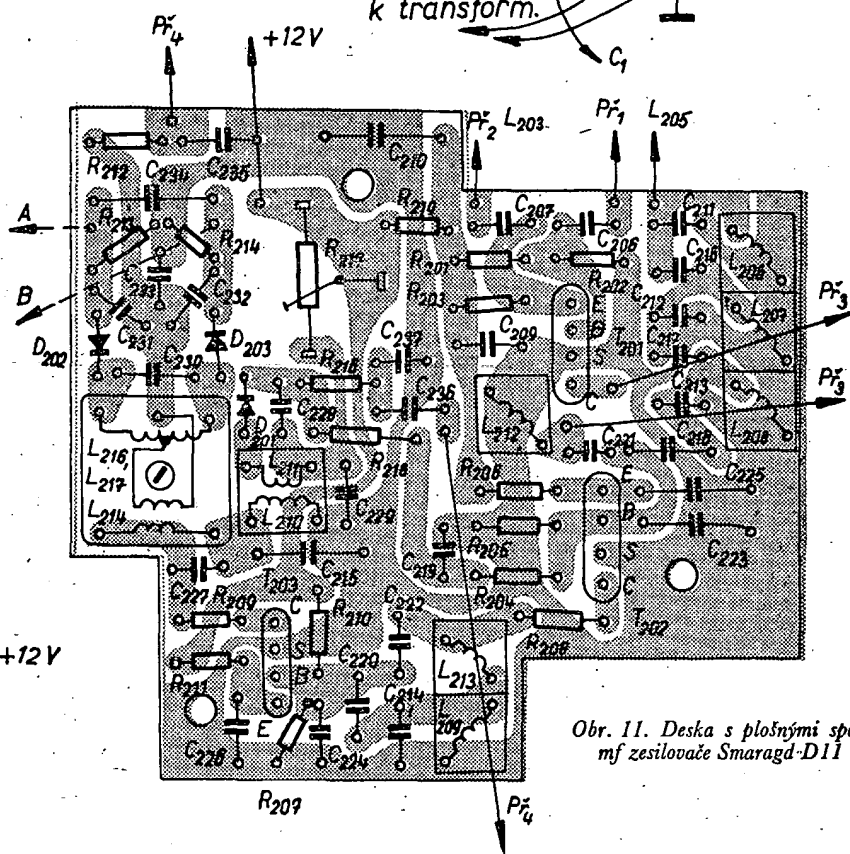 k transform.
Př4
+12V
C1
Př2
L203
Př1
L205
R212
C234
C235
C210
C207
C206
C211
A
R213
R214
R201
R202
C216
L206
B
C233
C232
R203
C212
L207
Př3
C231
D202
D203
C230
R216
C237
C209
E
B
S
C
T201
C213
L208
Př3
D201
C228
C236
L212
L216,
L217
L211
R218
C221
C218
L214
L210
C229
R205
E
B
S
C
C225
C223
C227
T203
C215
C219
R206
R204
R209
C
S
B
E
R210
C222
R208
T202
+12V
R211
C220
C214
L213
L209
C226
C224
R207
Př4
Obr. 11. Deska s plošnými
mf zesilovače Smaragd D11